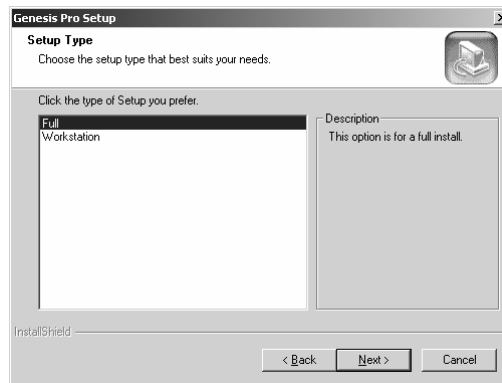 Genesis Pro Setup
Setup Type
Choose the setup type that best suits your needs.
Click the type of Setup you prefer.
Full
Workstation
Description
This option is for a full install.
InstallShield
< Back
Next >
Cancel